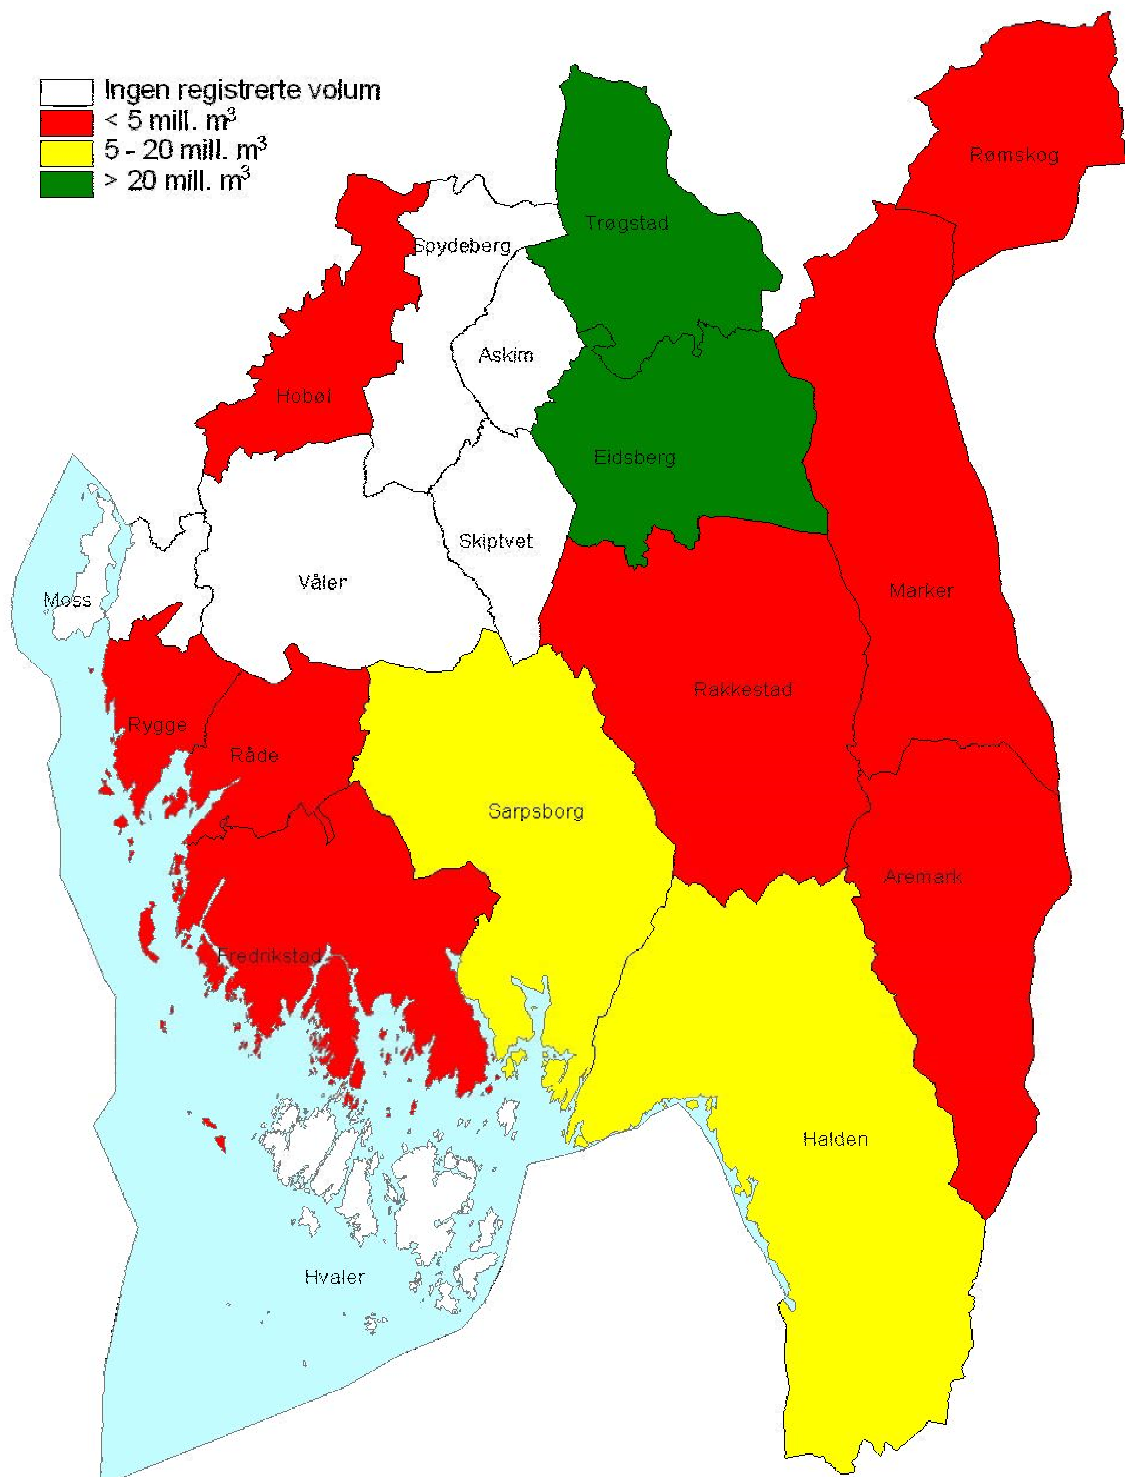 Ingen registrerte volum
< 5 mill. m³
5 - 20 mill. m³
> 20 mill. m³
Rømskog
Trøgstad
Spydeberg
Askim
Hobøl
Eidsberg
Skiptvet
Våler
Marker
Moss
Rakkestad
Rygge
Råde
Sarpsborg
Aremark
Fredrikstad
Halden
Hvaler